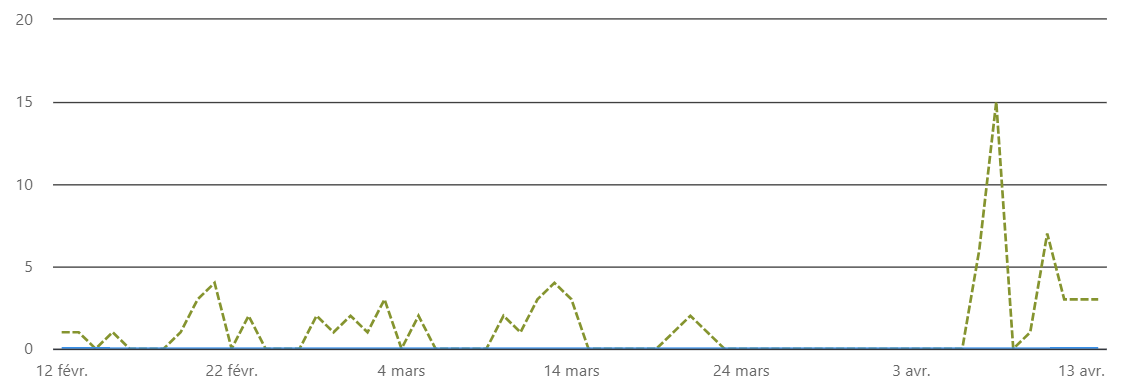 20
15
10
5
0
12 févr.
22 févr.
4 mars
14 mars
24 mars
3 avr.
13 avr.